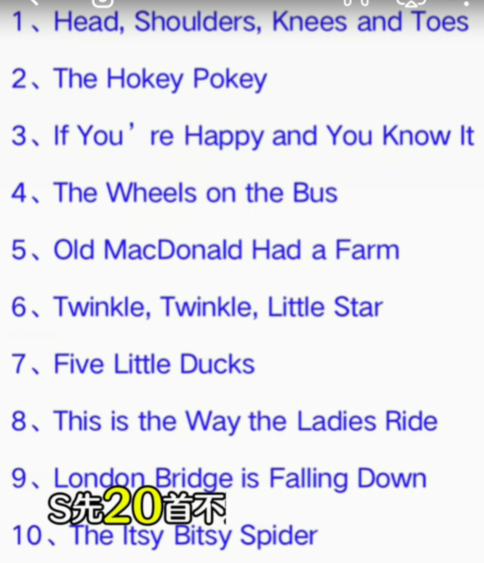 1、Head, Shoulders, Knees and Toes
2、The Hokey Pokey
3、If You’re Happy and You Know It
4、The Wheels on the Bus
5、Old MacDonald Had a Farm
6、Twinkle, Twinkle, Little Star
7、Five Little Ducks
8、This is the Way the Ladies Ride
9、London Bridge is Falling Down
S先20首不
10、The Itsy Bitsy Spider